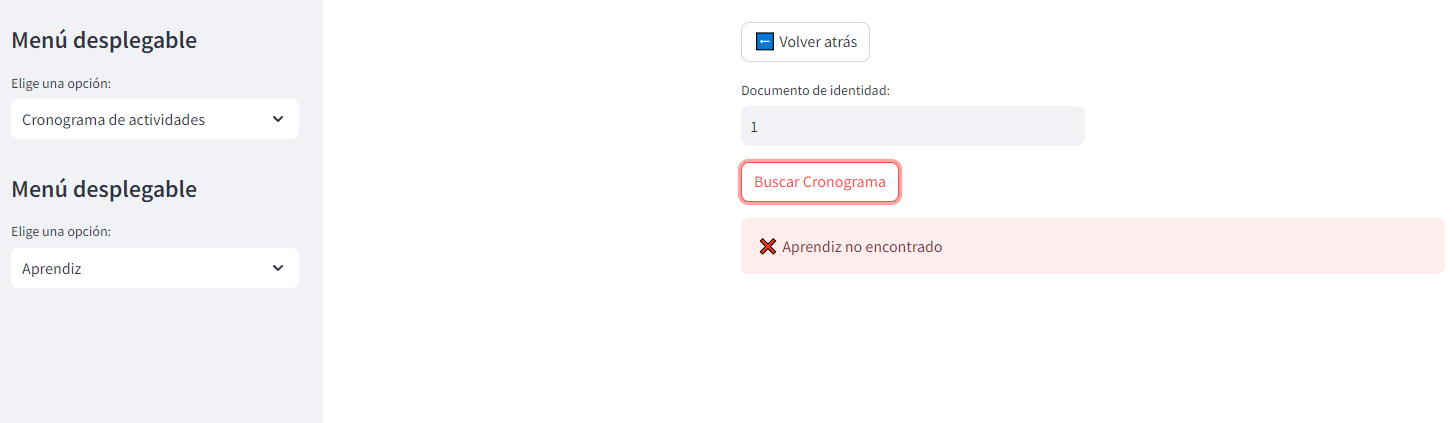 Menú desplegable
Elige una opción:
Cronograma de actividades
Menú desplegable
Elige una opción:
Aprendiz
Volver atrás
Documento de identidad:
1
Buscar Cronograma
Aprendiz no encontrado